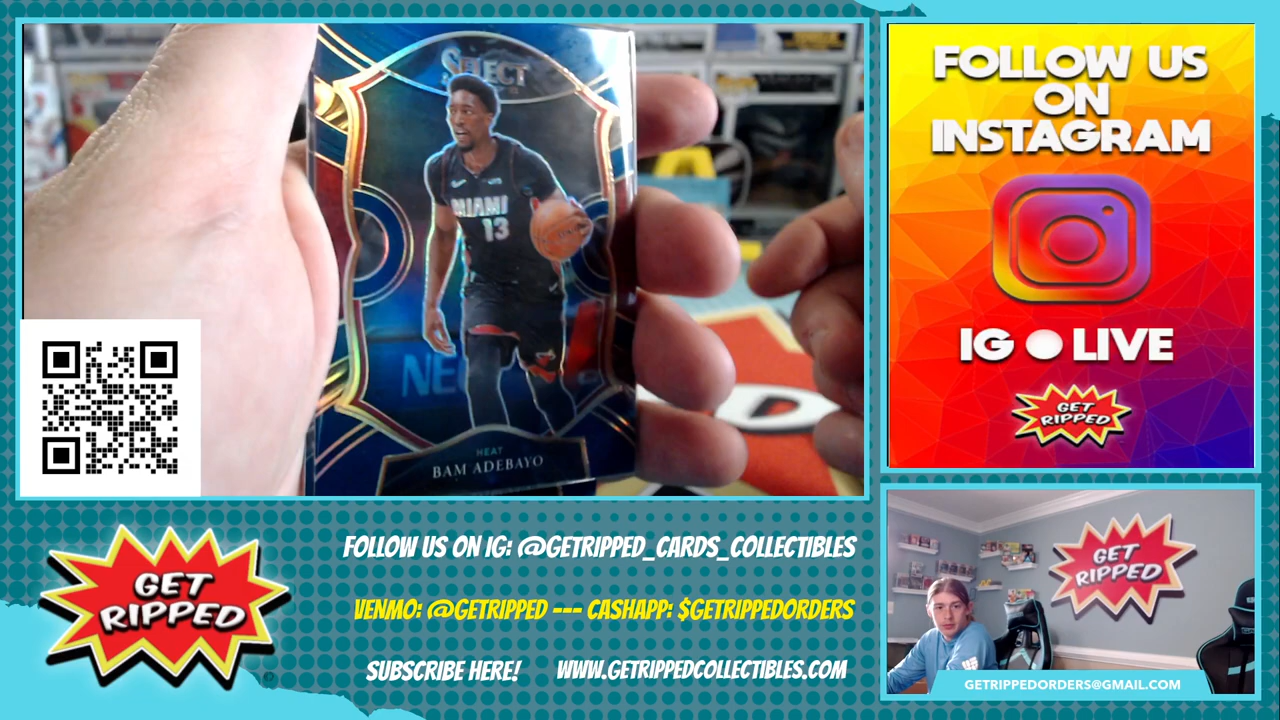 SELECT
MIAMI
13
NE
HEAT
BAM ADEBAYO
FOLLOW US
ON
INSTAGRAM
IG LIVE
GET
RIPPED
GET
RIPPED
FOLLOW US ON IG: @GETRIPPED_CARDS_COLLECTIBLES
VENMO: @GETRIPPED --- CASHAPP: $GETRIPPEDORDERS
SUBSCRIBE HERE! WWW.GETRIPPEDCOLLECTIBLES.COM
GET
RIPPED
GETRIPPEDORDERS@GMAIL.COM